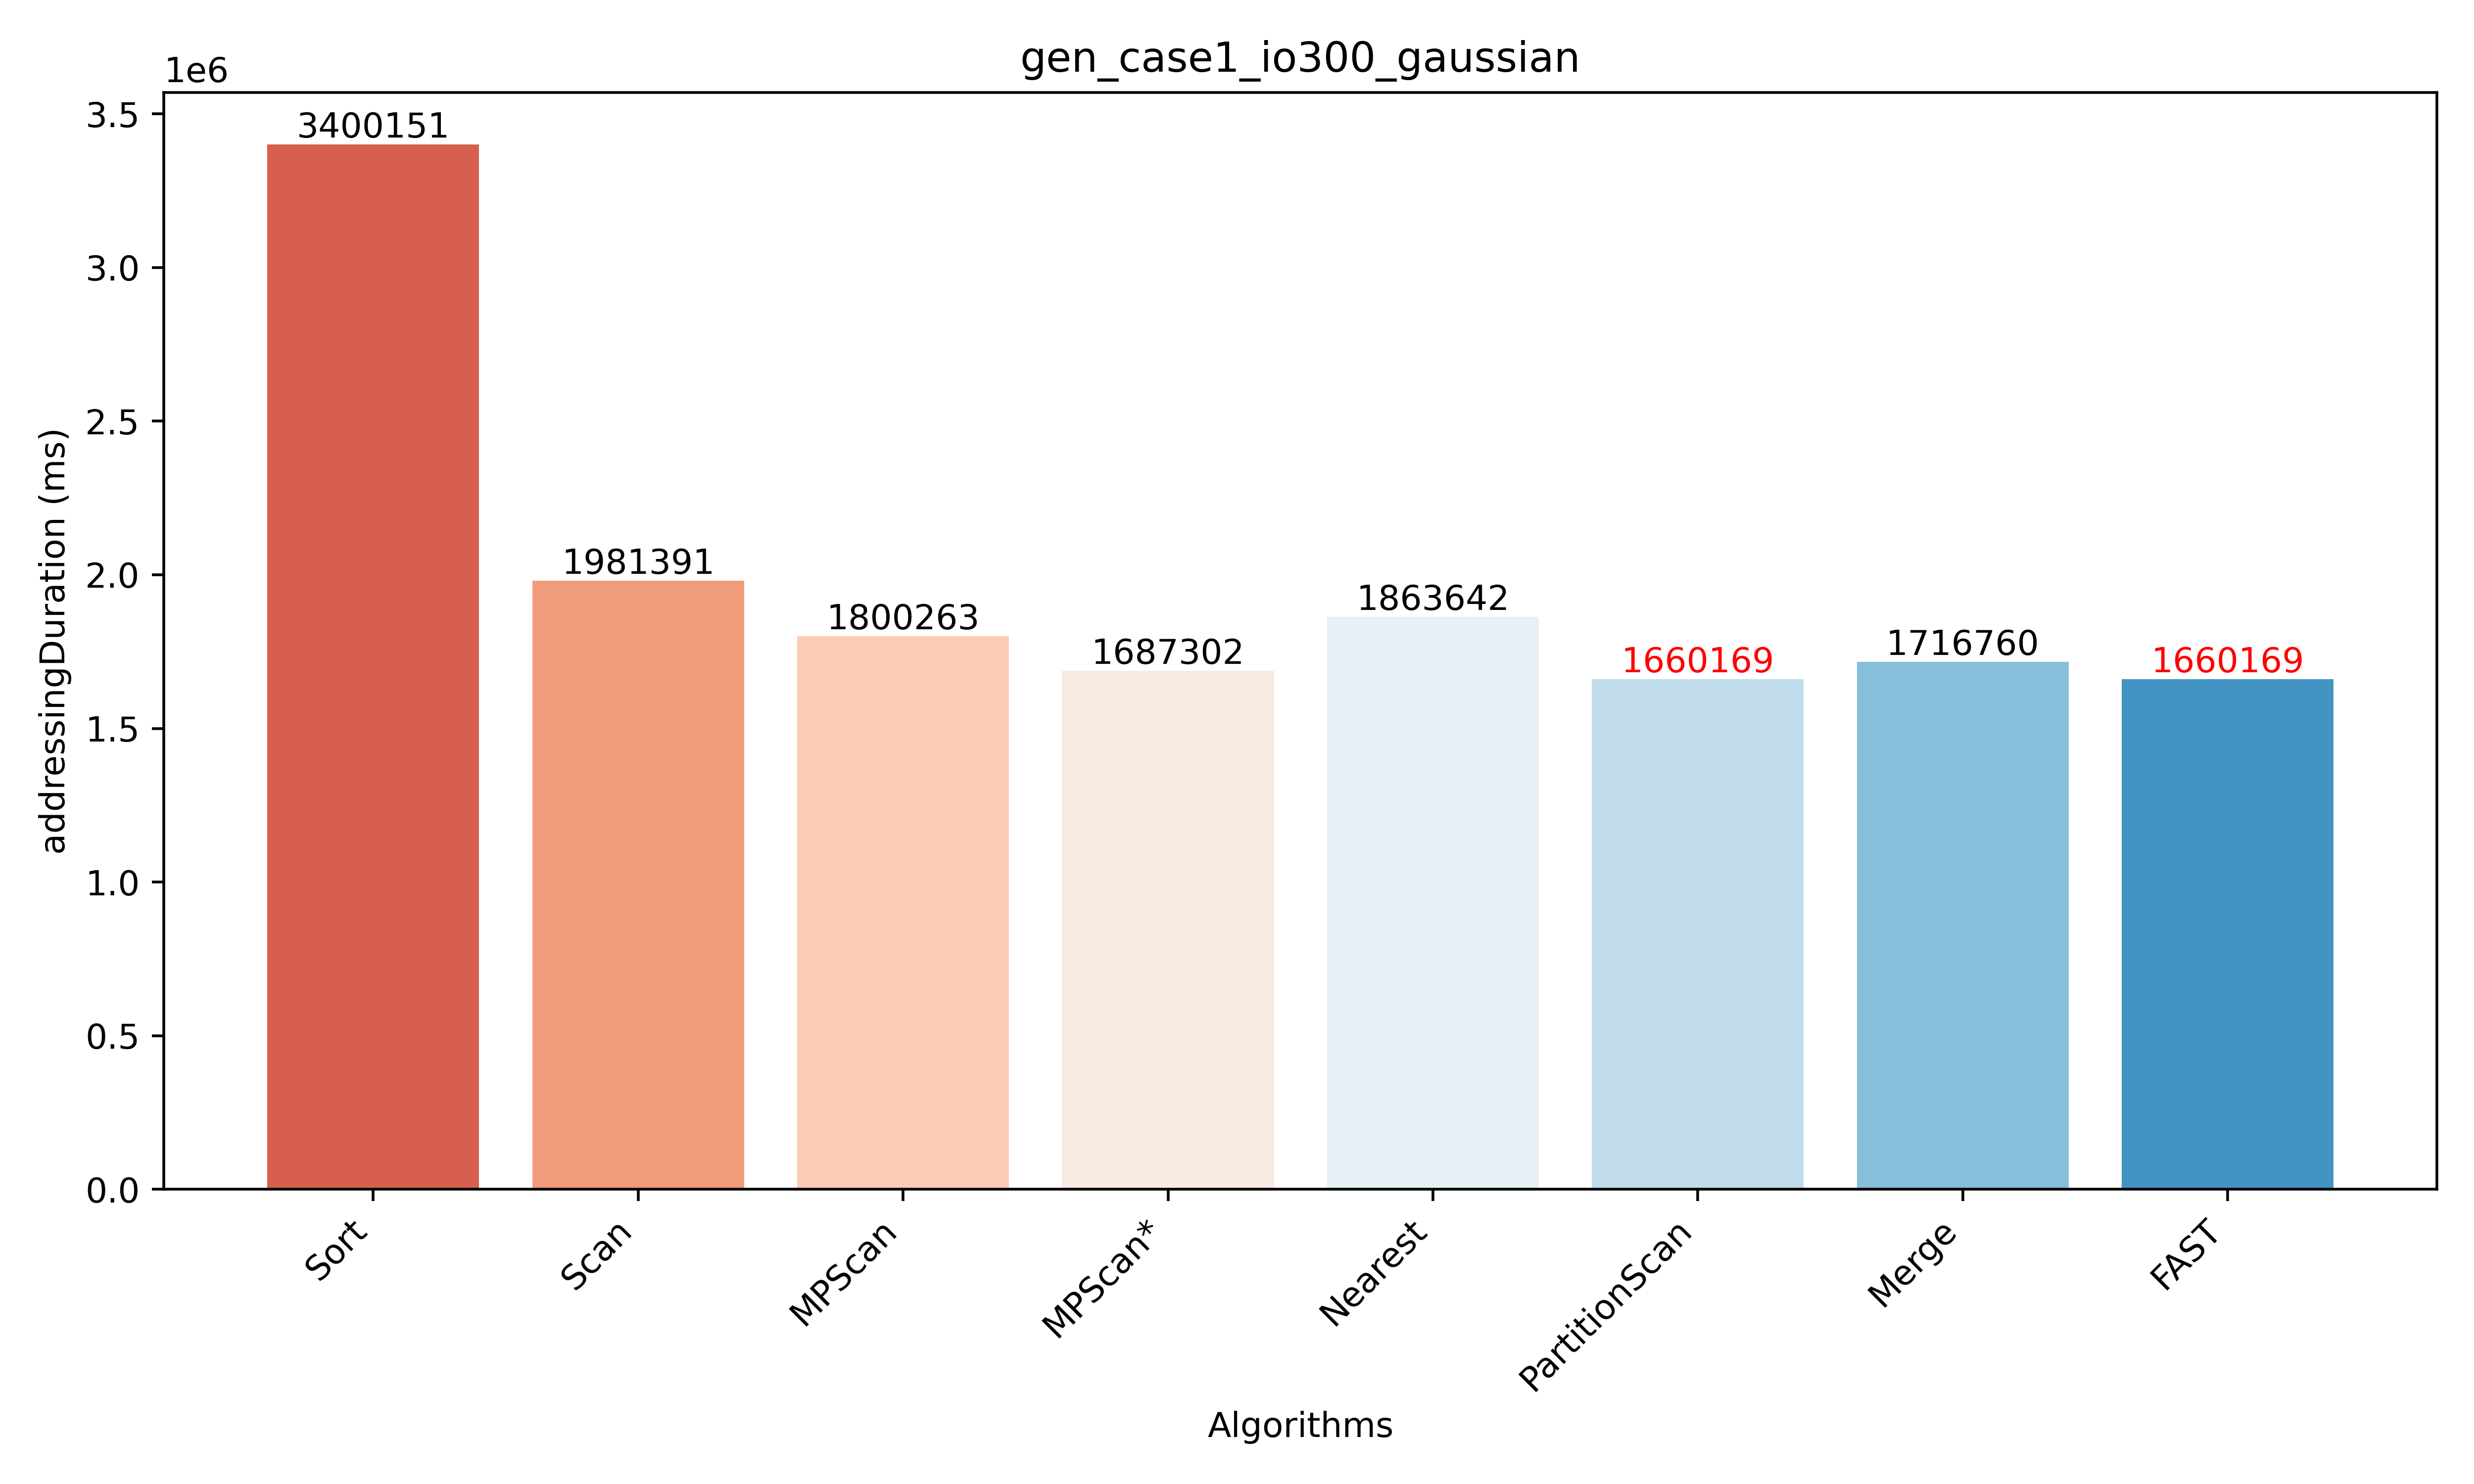 gen_case1_io300_gaussian
1e6
3.5
3.0
2.5
2.0
1.5
1.0
0.5
0.0
addressingDuration (ms)
3400151
1981391
1800263
1687302
1863642
1660169
1716760
1660169
Sort
Scan
MPScan
MPScan*
Nearest
PartitionScan
Merge
FAST
Algorithms